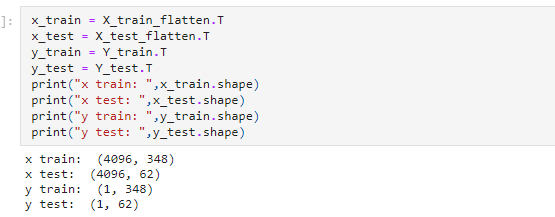 ]:
x_train = X_train_flatten.T
x_test = X_test_flatten.T
y_train = Y_train.T
y_test = Y_test.T
print("x train: ",x_train.shape)
print("x test: ",x_test.shape)
print("y train: ",y_train.shape)
print("y test: ",y_test.shape)
x train:  (4096, 348)
x test:  (4096, 62)
y train:  (1, 348)
y test:  (1, 62)